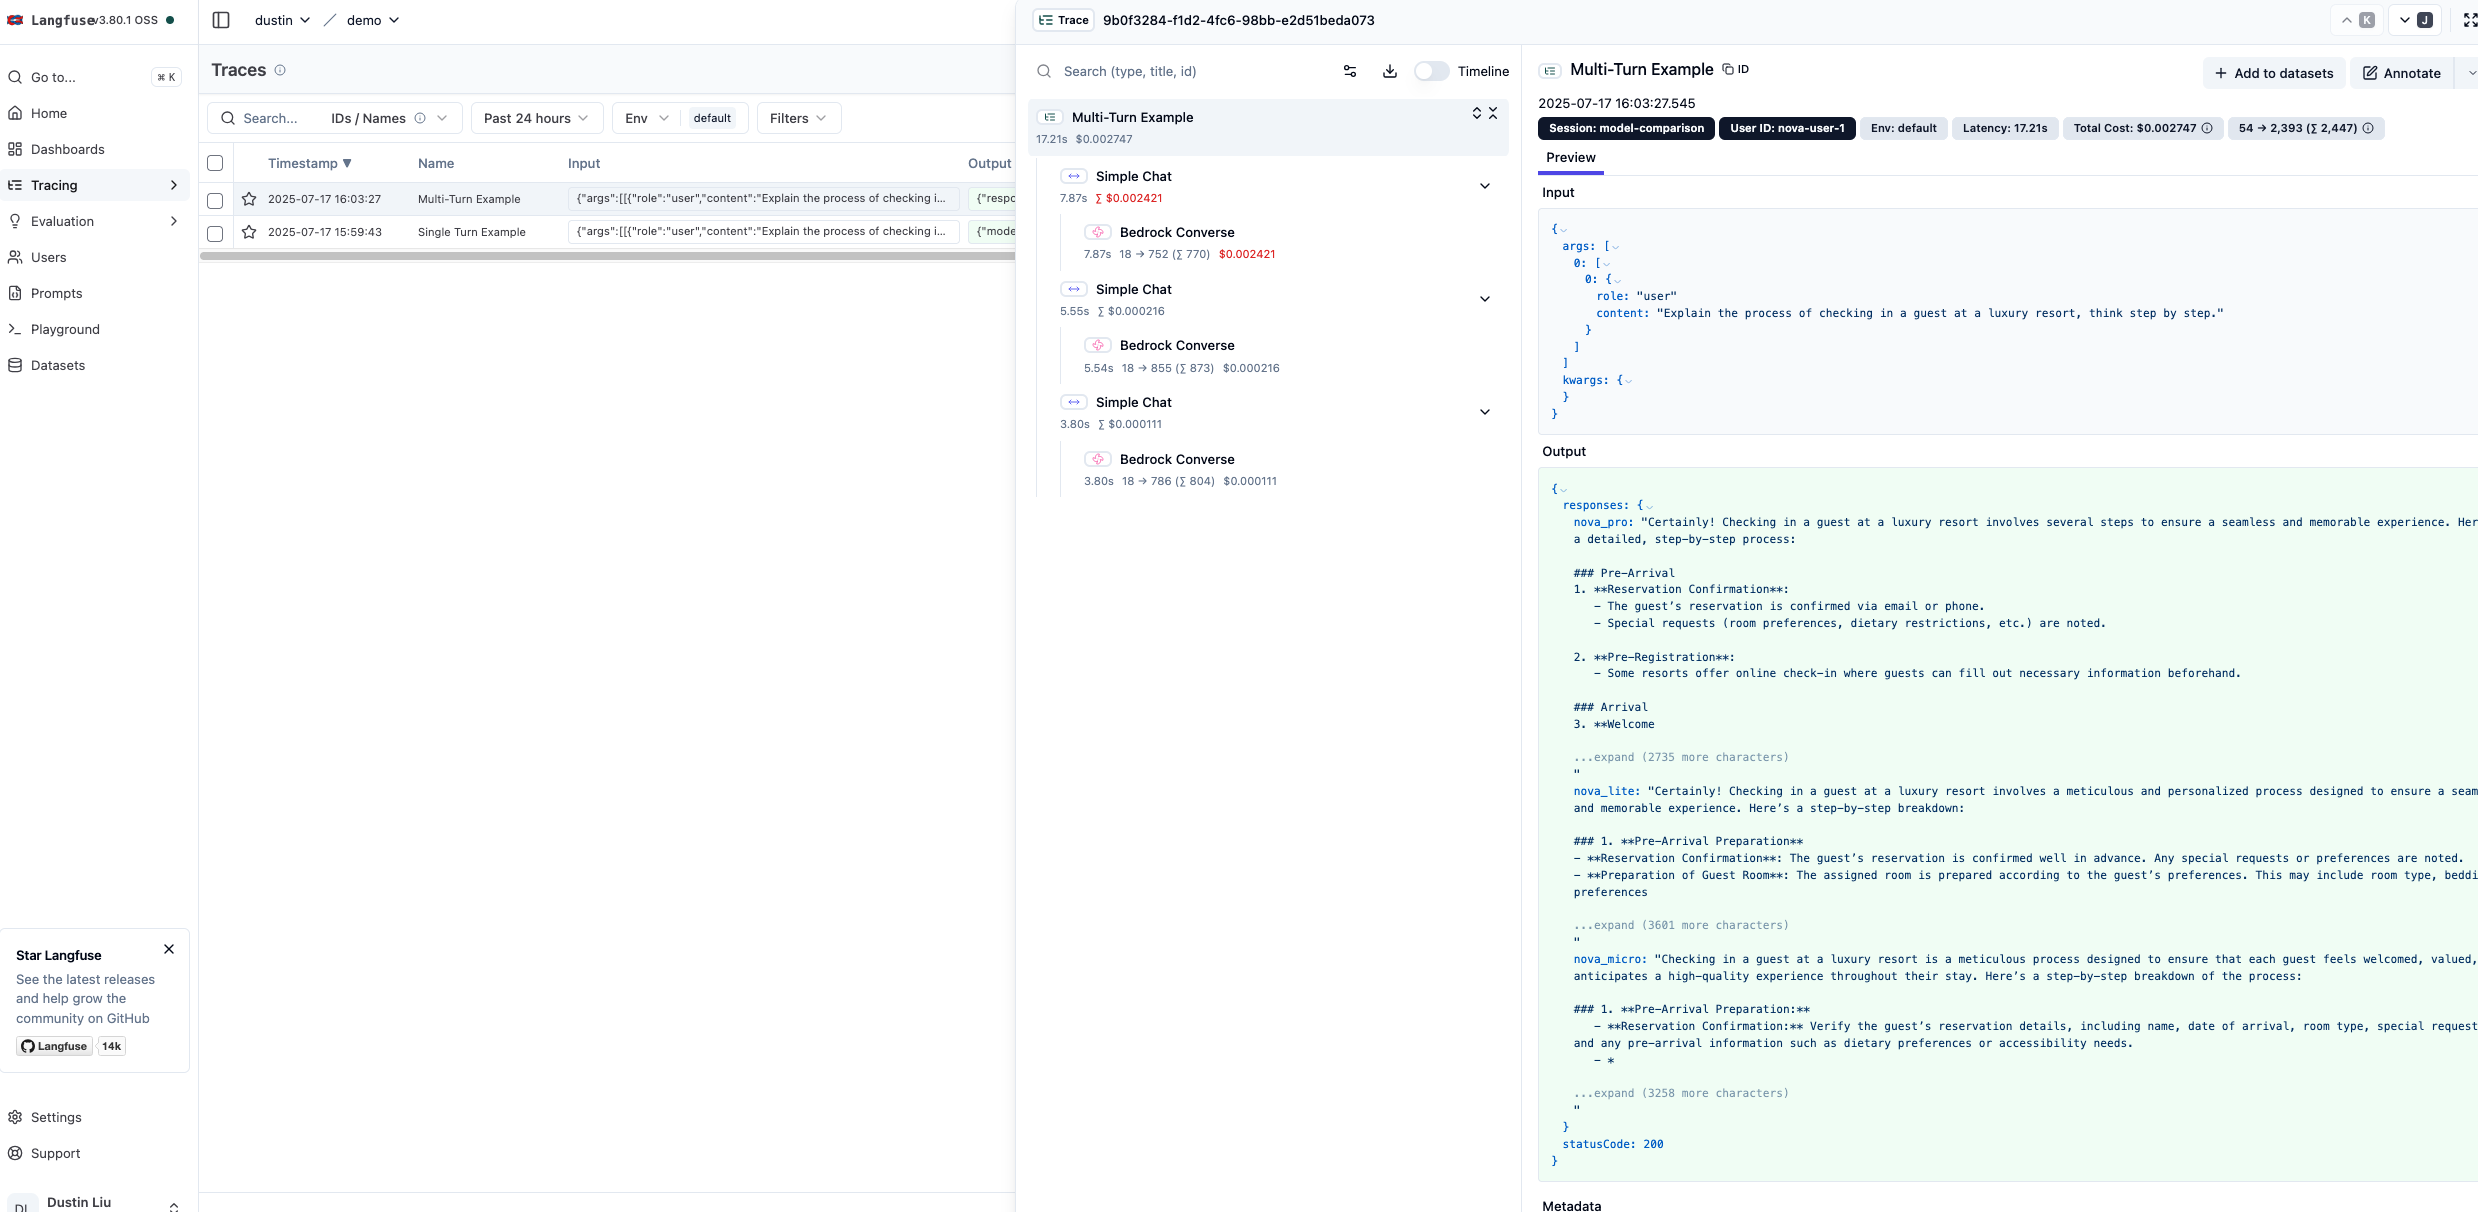 Langfuse v3.80.1 OSS
Go to...
⌘ K
Home
Dashboards
Tracing
Evaluation
Users
Prompts
Playground
Datasets
Star Langfuse
See the latest releases
and help grow the
community on GitHub
Langfuse 14k
Settings
Support
DL
Dustin Liu
dustin / demo
Traces
Search... IDs / Names Past 24 hours Env default Filters
Timestamp ▼ Name Input Output
2025-07-17 16:03:27 Multi-Turn Example {"args":[[{"role":"user","content":"Explain the process of checking i... {"respo
2025-07-17 15:59:43 Single Turn Example {"args":[[{"role":"user","content":"Explain the process of checking i... {"mode
Trace 9b0f3284-f1d2-4fc6-98bb-e2d51beda073
K J
Search (type, title, id) Timeline
Multi-Turn Example
17.21s $0.002747
Simple Chat
7.87s ∑ $0.002421
Bedrock Converse
7.87s 18 → 752 (∑ 770) $0.002421
Simple Chat
5.55s ∑ $0.000216
Bedrock Converse
5.54s 18 → 855 (∑ 873) $0.000216
Simple Chat
3.80s ∑ $0.000111
Bedrock Converse
3.80s 18 → 786 (∑ 804) $0.000111
Multi-Turn Example ID
Add to datasets Annotate
2025-07-17 16:03:27.545
Session: model-comparison User ID: nova-user-1 Env: default Latency: 17.21s Total Cost: $0.002747 54 → 2,393 (∑ 2,447)
Preview
Input
{
args: [
0: [
0: {
role: "user"
content: "Explain the process of checking in a guest at a luxury resort, think step by step."
}
]
]
kwargs: {
}
}
Output
{
responses: {
nova_pro: "Certainly! Checking in a guest at a luxury resort involves several steps to ensure a seamless and memorable experience. Her
a detailed, step-by-step process:
### Pre-Arrival
1. **Reservation Confirmation**:
- The guest's reservation is confirmed via email or phone.
- Special requests (room preferences, dietary restrictions, etc.) are noted.
2. **Pre-Registration**:
- Some resorts offer online check-in where guests can fill out necessary information beforehand.
### Arrival
3. **Welcome
...expand (2735 more characters)
"
nova_lite: "Certainly! Checking in a guest at a luxury resort involves a meticulous and personalized process designed to ensure a seam
and memorable experience. Here's a step-by-step breakdown:
### 1. **Pre-Arrival Preparation**
- **Reservation Confirmation**: The guest's reservation is confirmed well in advance. Any special requests or preferences are noted.
- **Preparation of Guest Room**: The assigned room is prepared according to the guest's preferences. This may include room type, beddi
preferences
...expand (3601 more characters)
"
nova_micro: "Checking in a guest at a luxury resort is a meticulous process designed to ensure that each guest feels welcomed, valued,
anticipates a high-quality experience throughout their stay. Here's a step-by-step breakdown of the process:
### 1. **Pre-Arrival Preparation:**
- **Reservation Confirmation:** Verify the guest's reservation details, including name, date of arrival, room type, special request
and any pre-arrival information such as dietary preferences or accessibility needs.
- *
...expand (3258 more characters)
"
}
statusCode: 200
}
Metadata